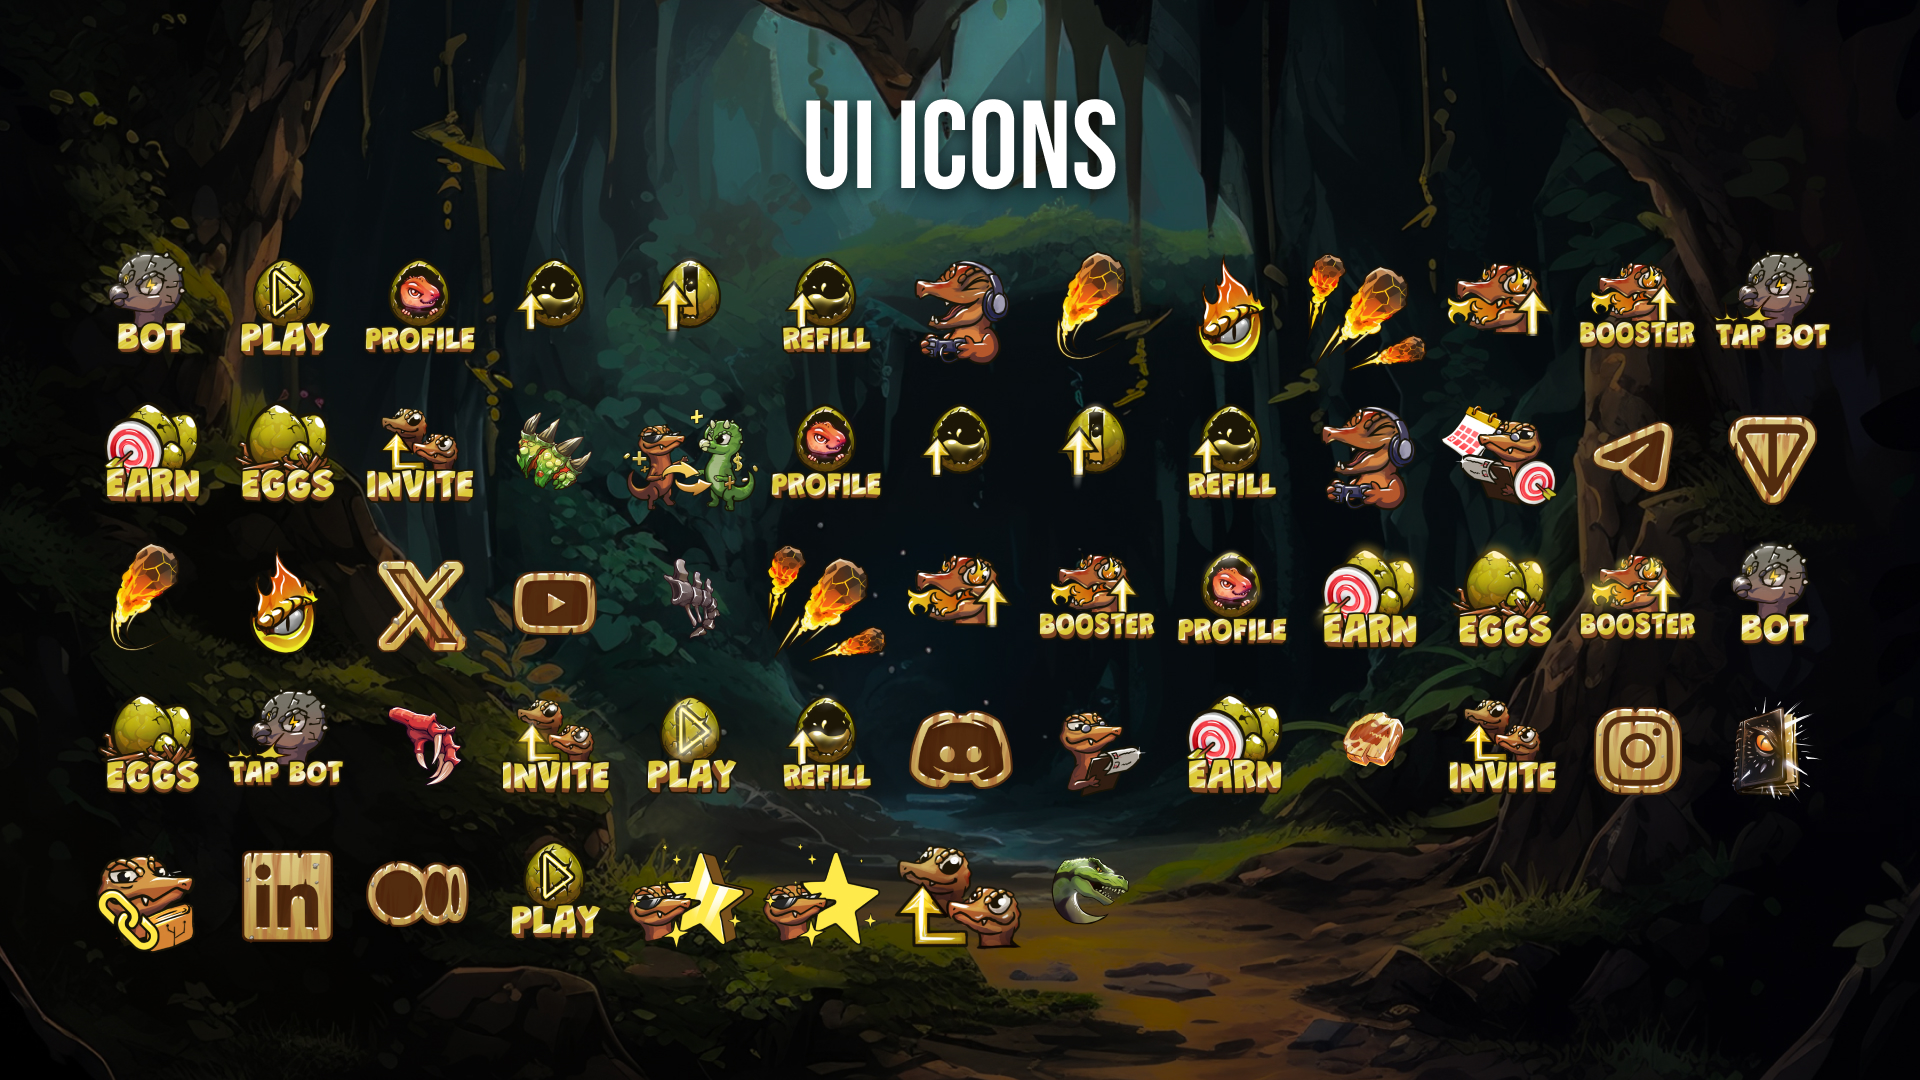 UI ICONS
BOT
PLAY
PROFILE
REFILL
BOOSTER
TAP BOT
EARN
EGGS
INVITE
PROFILE
REFILL
X
BOOSTER
PROFILE
EARN
EGGS
BOOSTER
BOT
EGGS
TAP BOT
INVITE
PLAY
REFILL
EARN
INVITE
in
PLAY